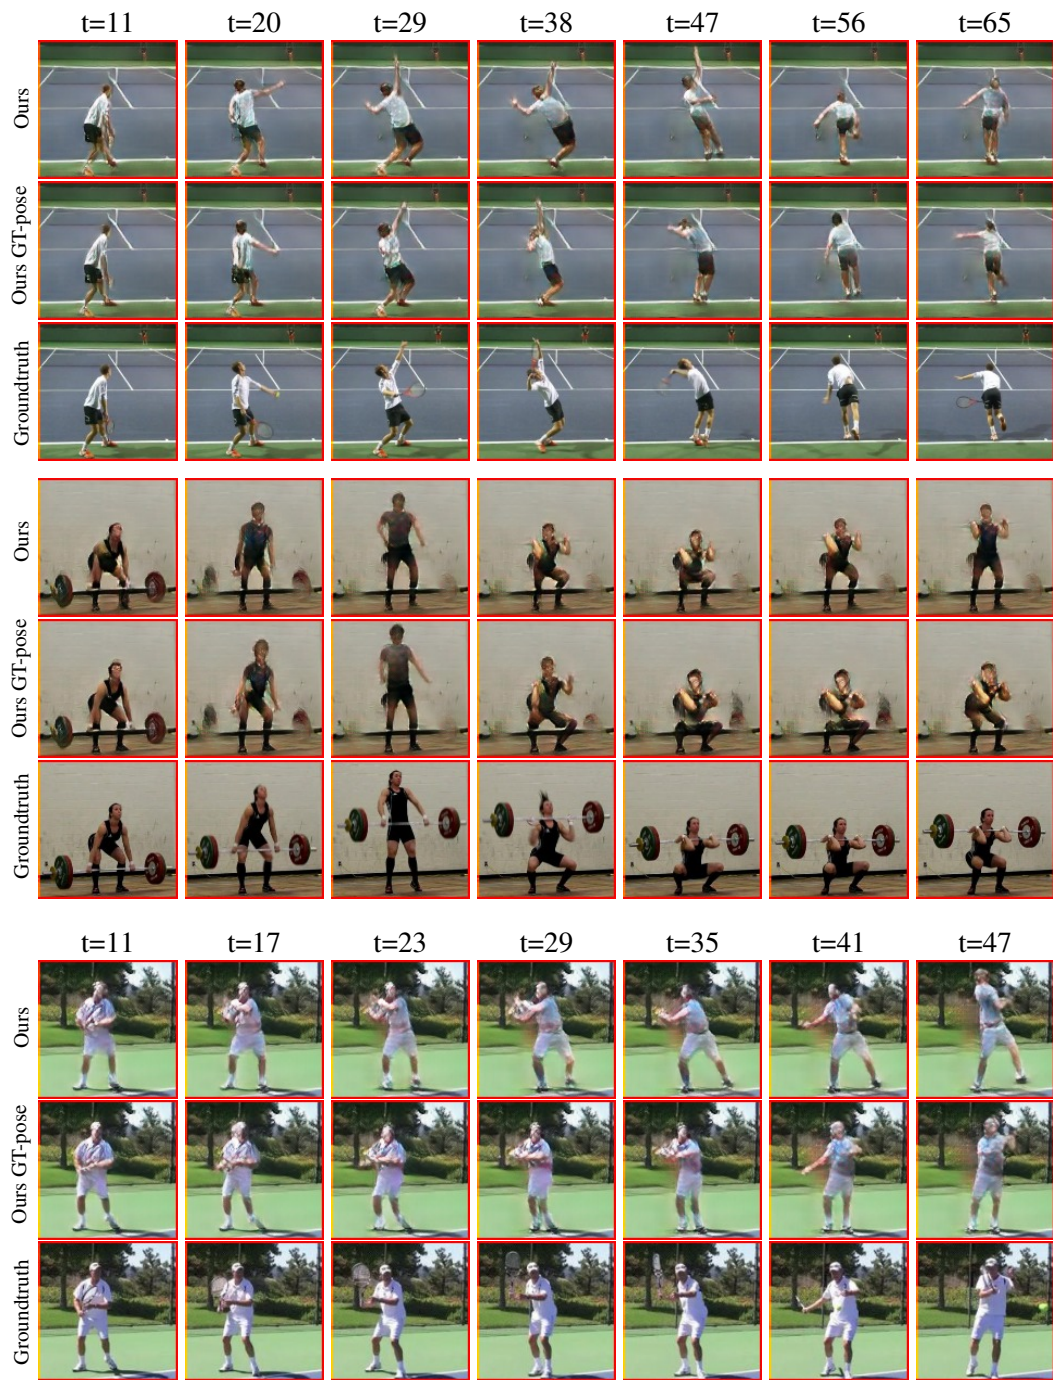 t=11 t=20 t=29 t=38 t=47 t=56 t=65
Ours
Ours GT-pose
Groundtruth
Ours
Ours GT-pose
Groundtruth
t=11 t=17 t=23 t=29 t=35 t=41 t=47
Ours
Ours GT-pose
Groundtruth